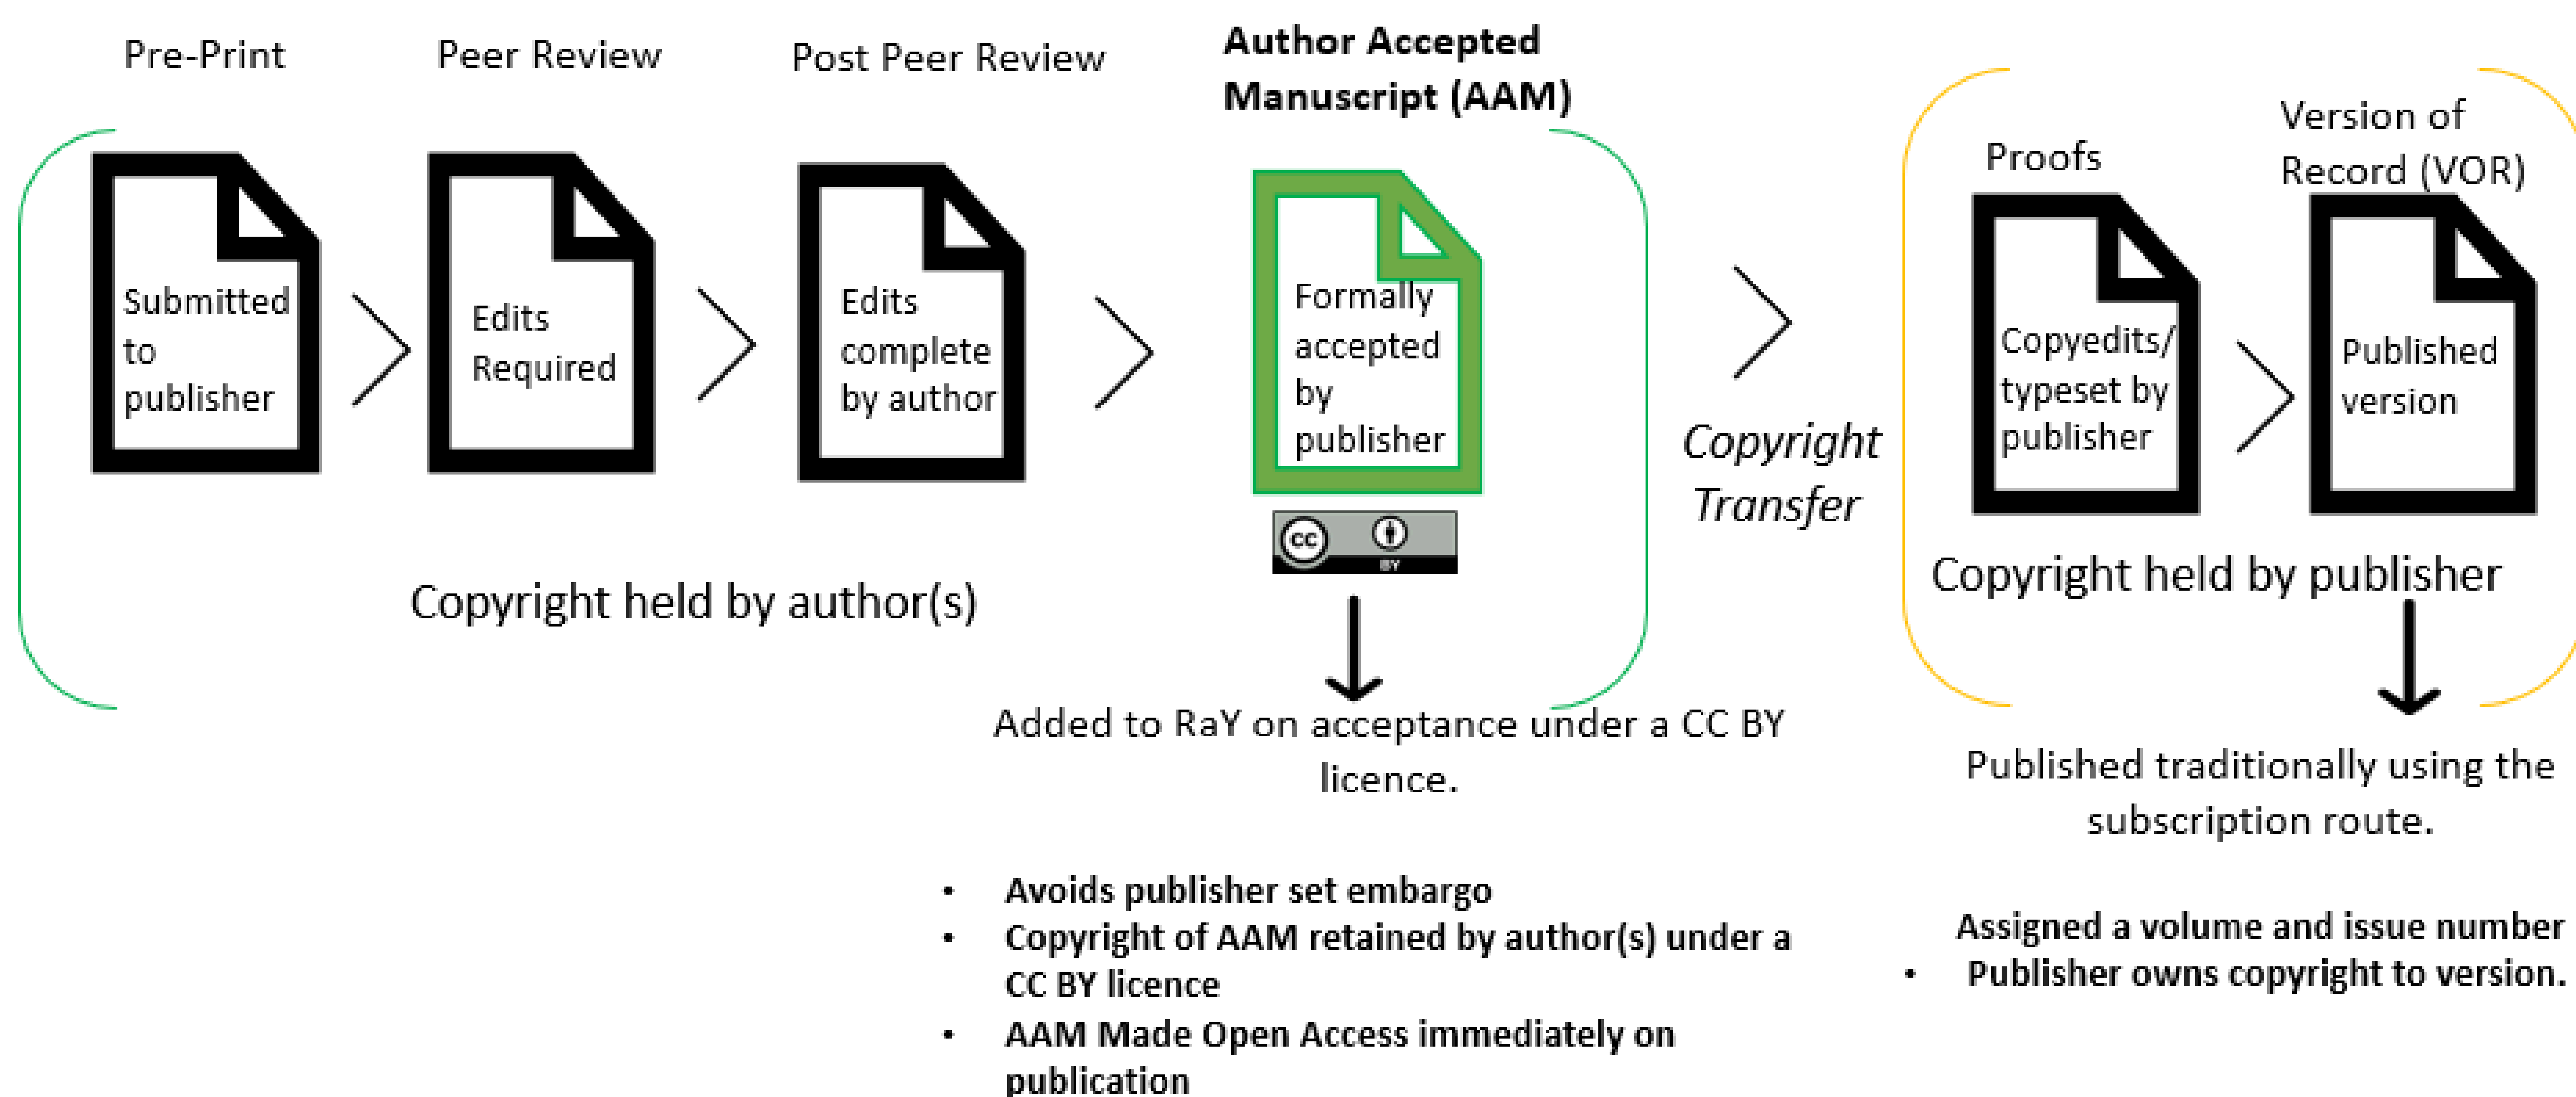 Pre-Print
Peer Review
Post Peer Review
Author Accepted
Manuscript (AAM)
Proofs
Version of
Record (VOR)
Submitted
to
publisher
Edits
Required
Edits
complete
by author
Formally
accepted
by
publisher
CC
BY
Copyright
Transfer
Copyedits/
typeset by
publisher
Published
version
Copyright held by author(s)
Copyright held by publisher
Added to RaY on acceptance under a CC BY
licence.
• Avoids publisher set embargo
• Copyright of AAM retained by author(s) under a
CC BY licence
• AAM Made Open Access immediately on
publication
Published traditionally using the
subscription route.
Assigned a volume and issue number
• Publisher owns copyright to version.